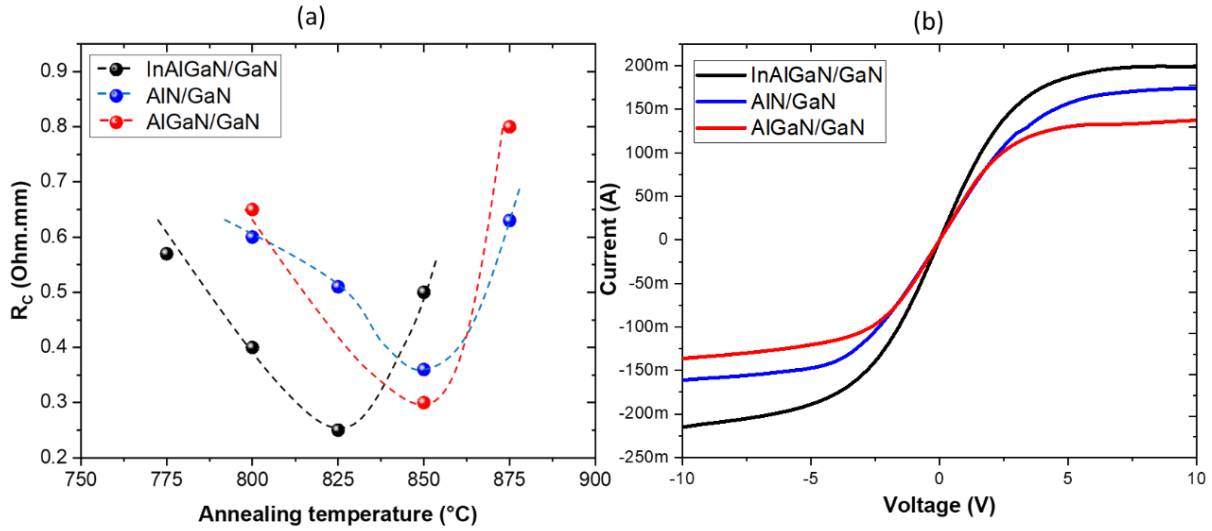 (a)
InAlGaN/GaN
AlN/GaN
AlGaN/GaN
0.9
0.8
0.7
0.6
0.5
0.4
0.3
0.2
R_C (Ohm.mm)
750 775 800 825 850 875 900
Annealing temperature (°C)
(b)
InAlGaN/GaN
AlN/GaN
AlGaN/GaN
200m
150m
100m
50m
0
-50m
-100m
-150m
-200m
-250m
Current (A)
-10 -5 0 5 10
Voltage (V)